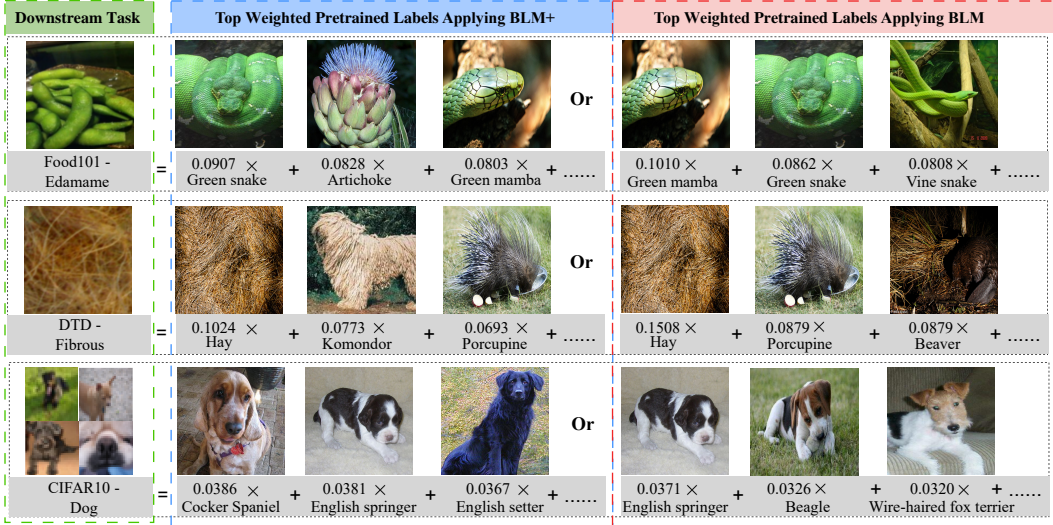 Downstream Task
Top Weighted Pretrained Labels Applying BLM+
Top Weighted Pretrained Labels Applying BLM
Or
Food101 -
Edamame
=
0.0907 × + 0.0828 × + 0.0803 × + ......
Green snake Artichoke Green mamba
0.1010 × + 0.0862 × + 0.0808 × + ......
Green mamba Green snake Vine snake
Or
DTD -
Fibrous
=
0.1024 × + 0.0773 × + 0.0693 × + ......
Hay Komondor Porcupine
0.1508 × + 0.0879 × + 0.0879 × + ......
Hay Porcupine Beaver
Or
CIFAR10 -
Dog
=
0.0386 × + 0.0381 × + 0.0367 × + ......
Cocker Spaniel English springer English setter
0.0371 × + 0.0326 × + 0.0320 × + ......
English springer Beagle Wire-haired fox terrier